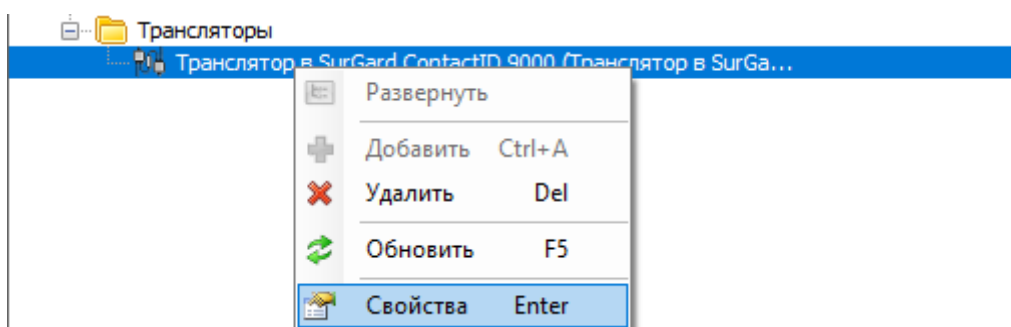 Трансляторы
Транслятор в SurGard ContactID 9000 (Транслятор в SurGa...
Развернуть
Добавить Ctrl+A
Удалить Del
Обновить F5
Свойства Enter